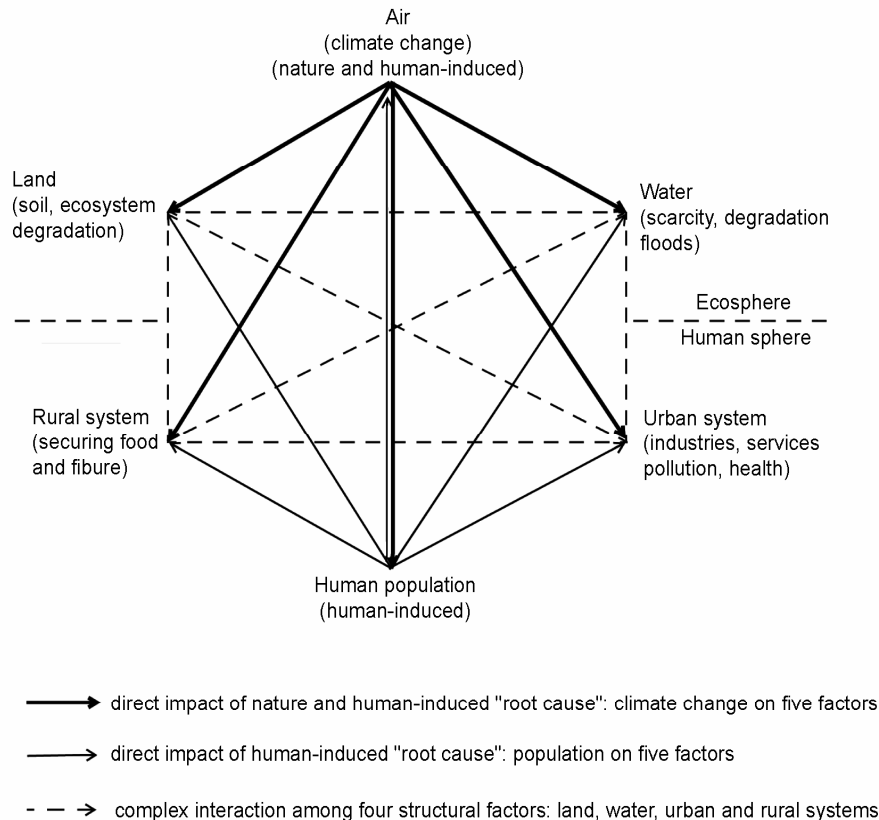 Air
(climate change)
(nature and human-induced)
Land
(soil, ecosystem
degradation)
Water
(scarcity, degradation
floods)
Ecosphere
Human sphere
Rural system
(securing food
and fibure)
Urban system
(industries, services
pollution, health)
Human population
(human-induced)
direct impact of nature and human-induced "root cause": climate change on five factors
direct impact of human-induced "root cause": population on five factors
complex interaction among four structural factors: land, water, urban and rural systems